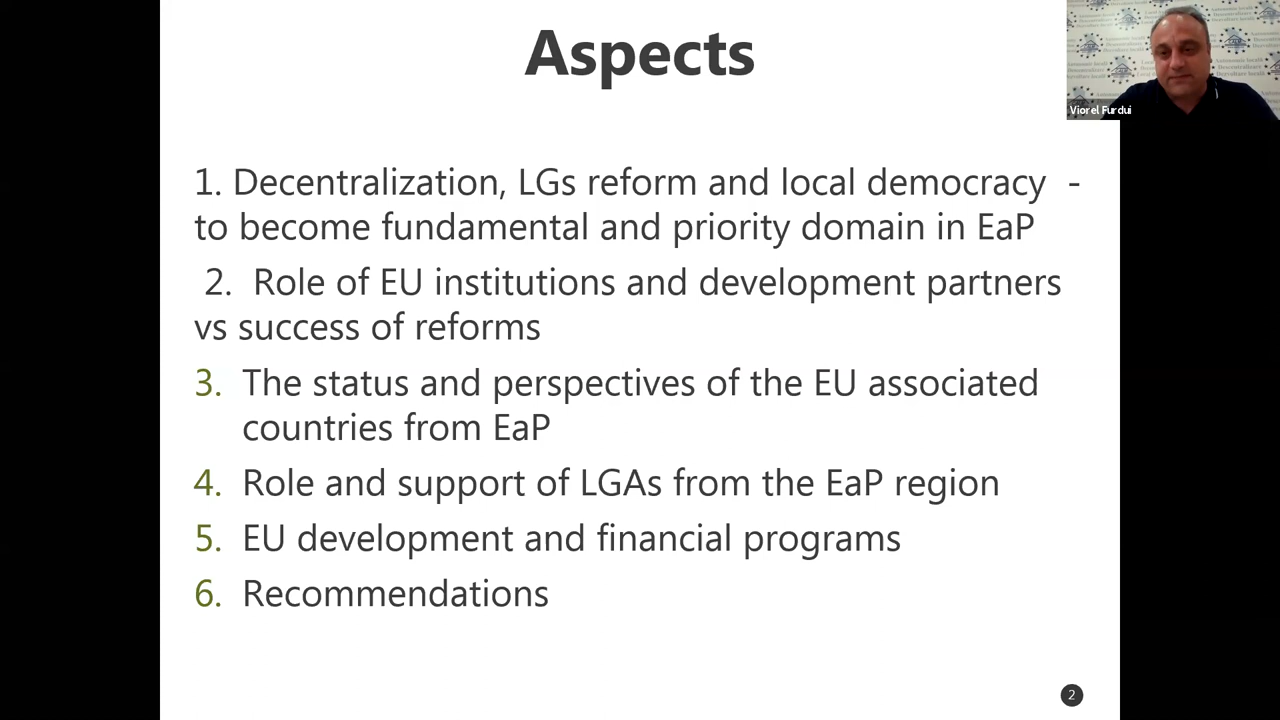 Aspects
1. Decentralization, LGs reform and local democracy -
to become fundamental and priority domain in EaP
2. Role of EU institutions and development partners
vs success of reforms
3. The status and perspectives of the EU associated
countries from EaP
4. Role and support of LGAs from the EaP region
5. EU development and financial programs
6. Recommendations
2
Viorel Furdui